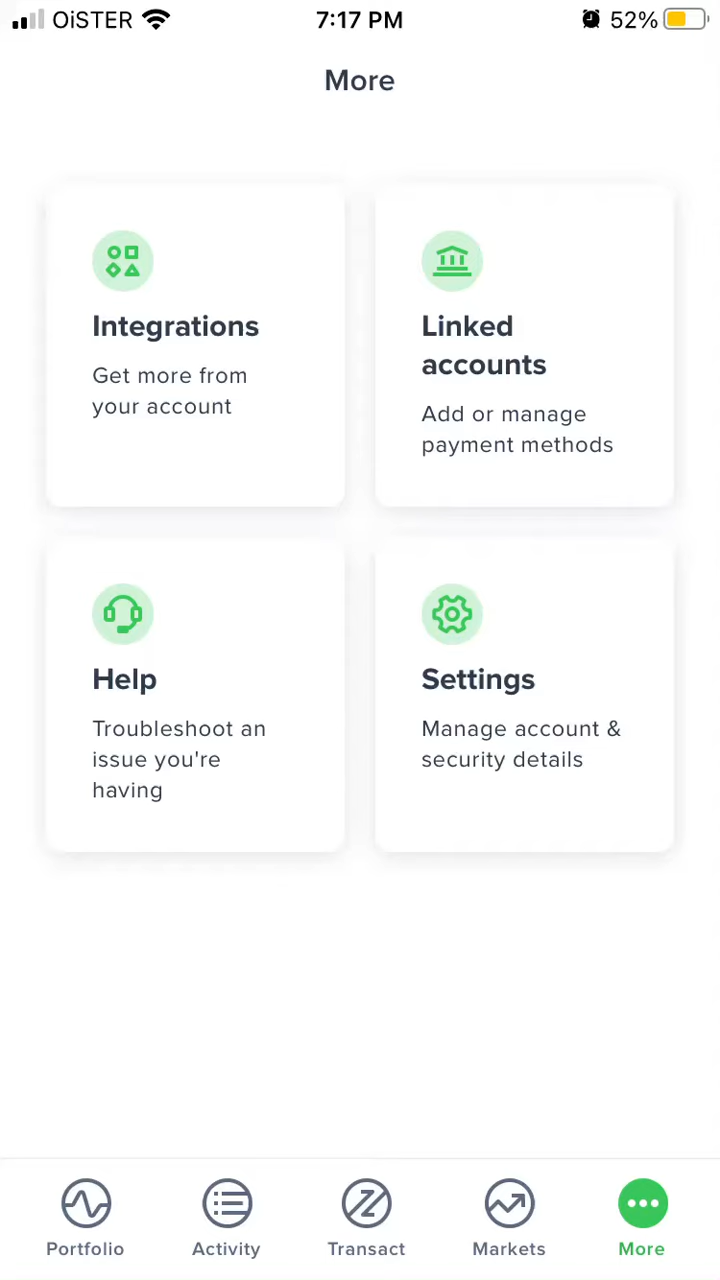 OiSTER
7:17 PM
52%
More
Integrations
Get more from
your account
Linked
accounts
Add or manage
payment methods
Help
Troubleshoot an
issue you're
having
Settings
Manage account &
security details
Portfolio
Activity
Transact
Markets
More